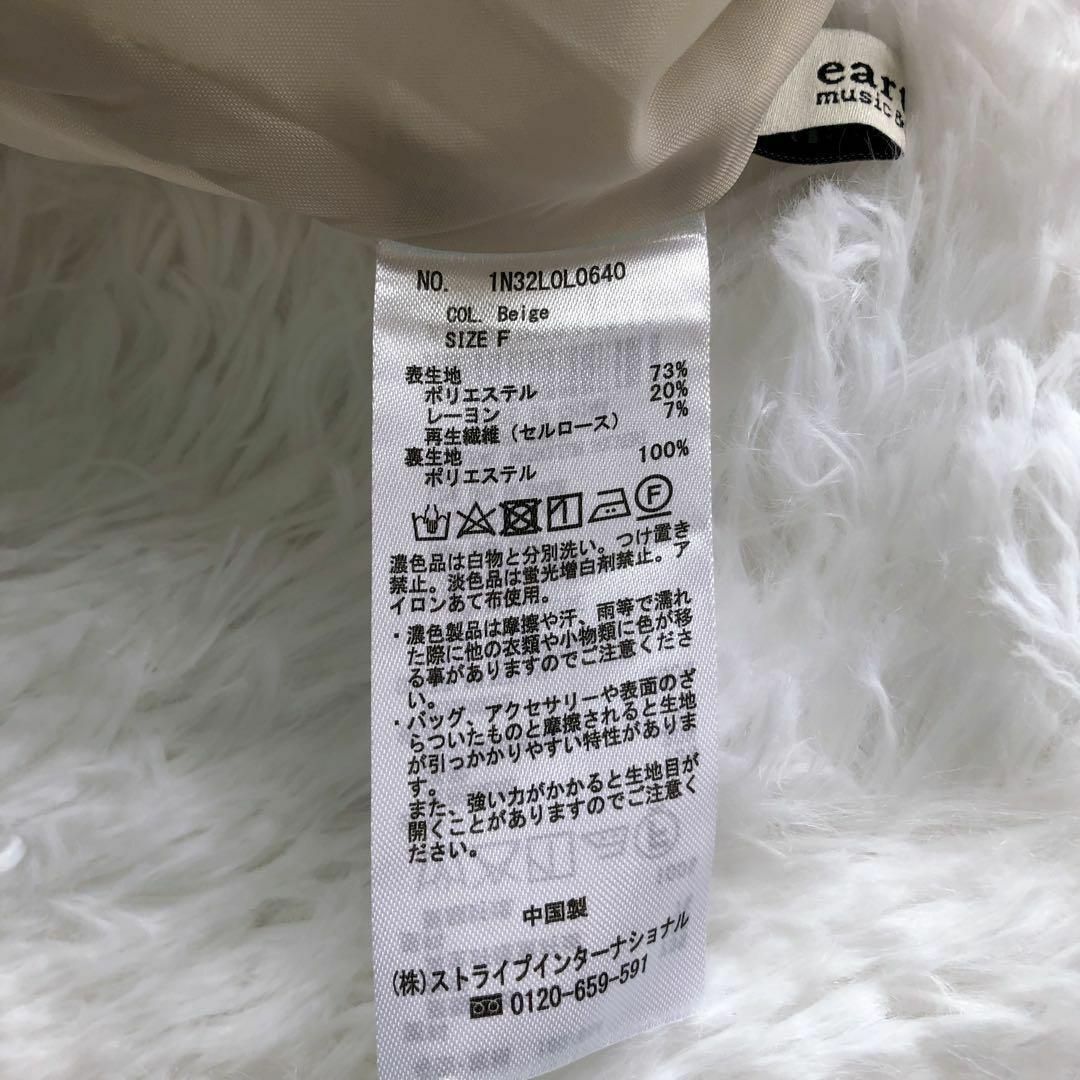 ear
music &
NO. 1N32L0L0640
COL. Beige
SIZE F
表生地
ポリエステル 73%
レーヨン 20%
再生繊維（セルロース） 7%
裏生地
ポリエステル 100%
F
濃色品は白物と分別洗い。つけ置き
禁止。淡色品は蛍光増白剤禁止。ア
イロンあて布使用。
・濃色製品は摩擦や汗、雨等で濡れ
た際に他の衣類や小物類に色が移
る事がありますのでご注意くださ
い。
・バッグ、アクセサリーや表面のざ
らついたものと摩擦されると生地
が引っかかりやすい特性がありま
す。
また、強い力がかかると生地目が
開くことがありますのでご注意く
ださい。
中国製
(株)ストライプインターナショナル
0120-659-591